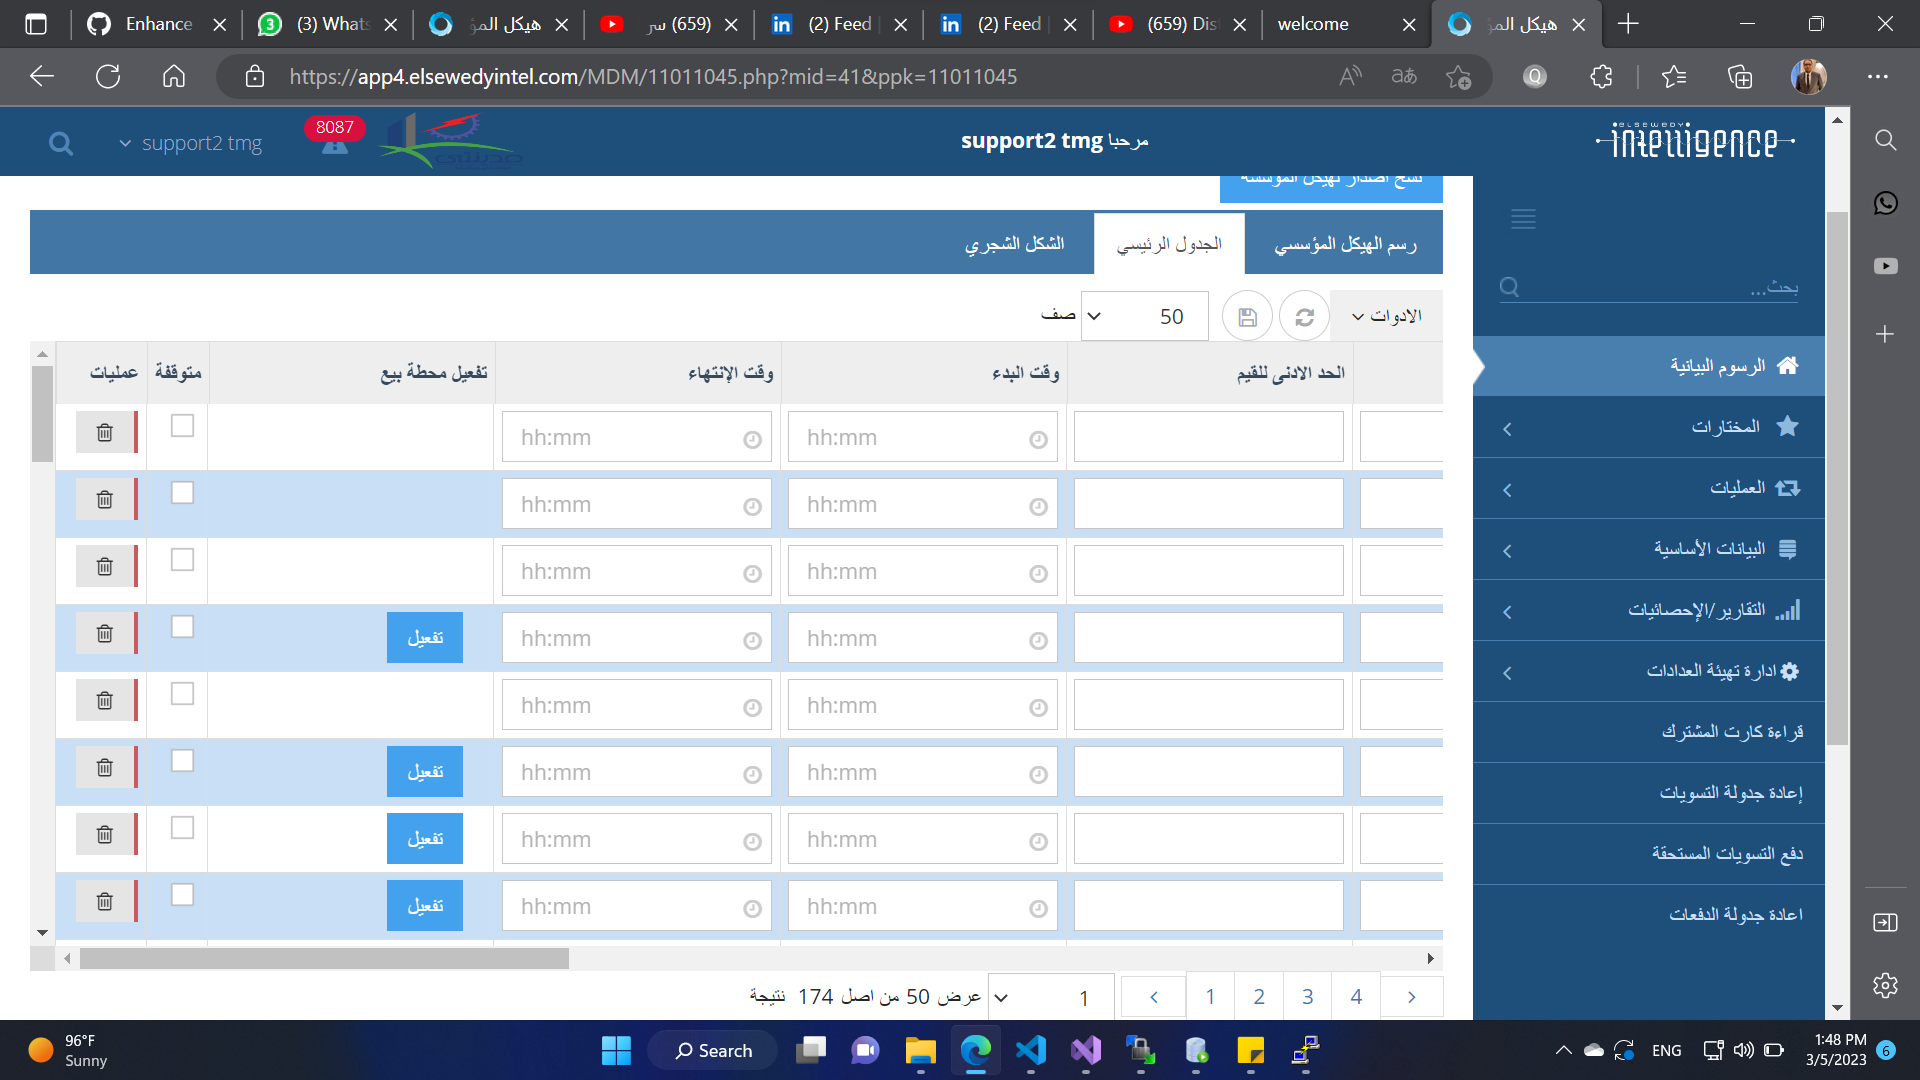 Enhance
(3) Whats
هيكل المؤ
(659) سر
(2) Feed
(2) Feed
(659) Dis
welcome
هيكل المؤ
https://app4.elsewedyintel.com/MDM/11011045.php?mid=41&ppk=11011045
support2 tmg
8087
مرحبا support2 tmg
ELSEWEDY
intelligence
نسخ اصدار لهيكل المؤسسة
رسم الهيكل المؤسسي
الجدول الرئيسي
الشكل الشجري
بحث...
الادوات
50
صف
الحد الادنى للقيم
وقت البدء
وقت الإنتهاء
تفعيل محطة بيع
متوقفة
عمليات
hh:mm
hh:mm
hh:mm
hh:mm
hh:mm
hh:mm
hh:mm
hh:mm
تفعيل
hh:mm
hh:mm
hh:mm
hh:mm
تفعيل
hh:mm
hh:mm
تفعيل
hh:mm
hh:mm
تفعيل
الرسوم البيانية
المختارات
العمليات
البيانات الأساسية
التقارير/الإحصائيات
ادارة تهيئة العدادات
قراءة كارت المشترك
إعادة جدولة التسويات
دفع التسويات المستحقة
اعادة جدولة الدفعات
1 2 3 4
1
عرض 50 من اصل 174 نتيجة
96°F
Sunny
Search
ENG
1:48 PM
3/5/2023
6